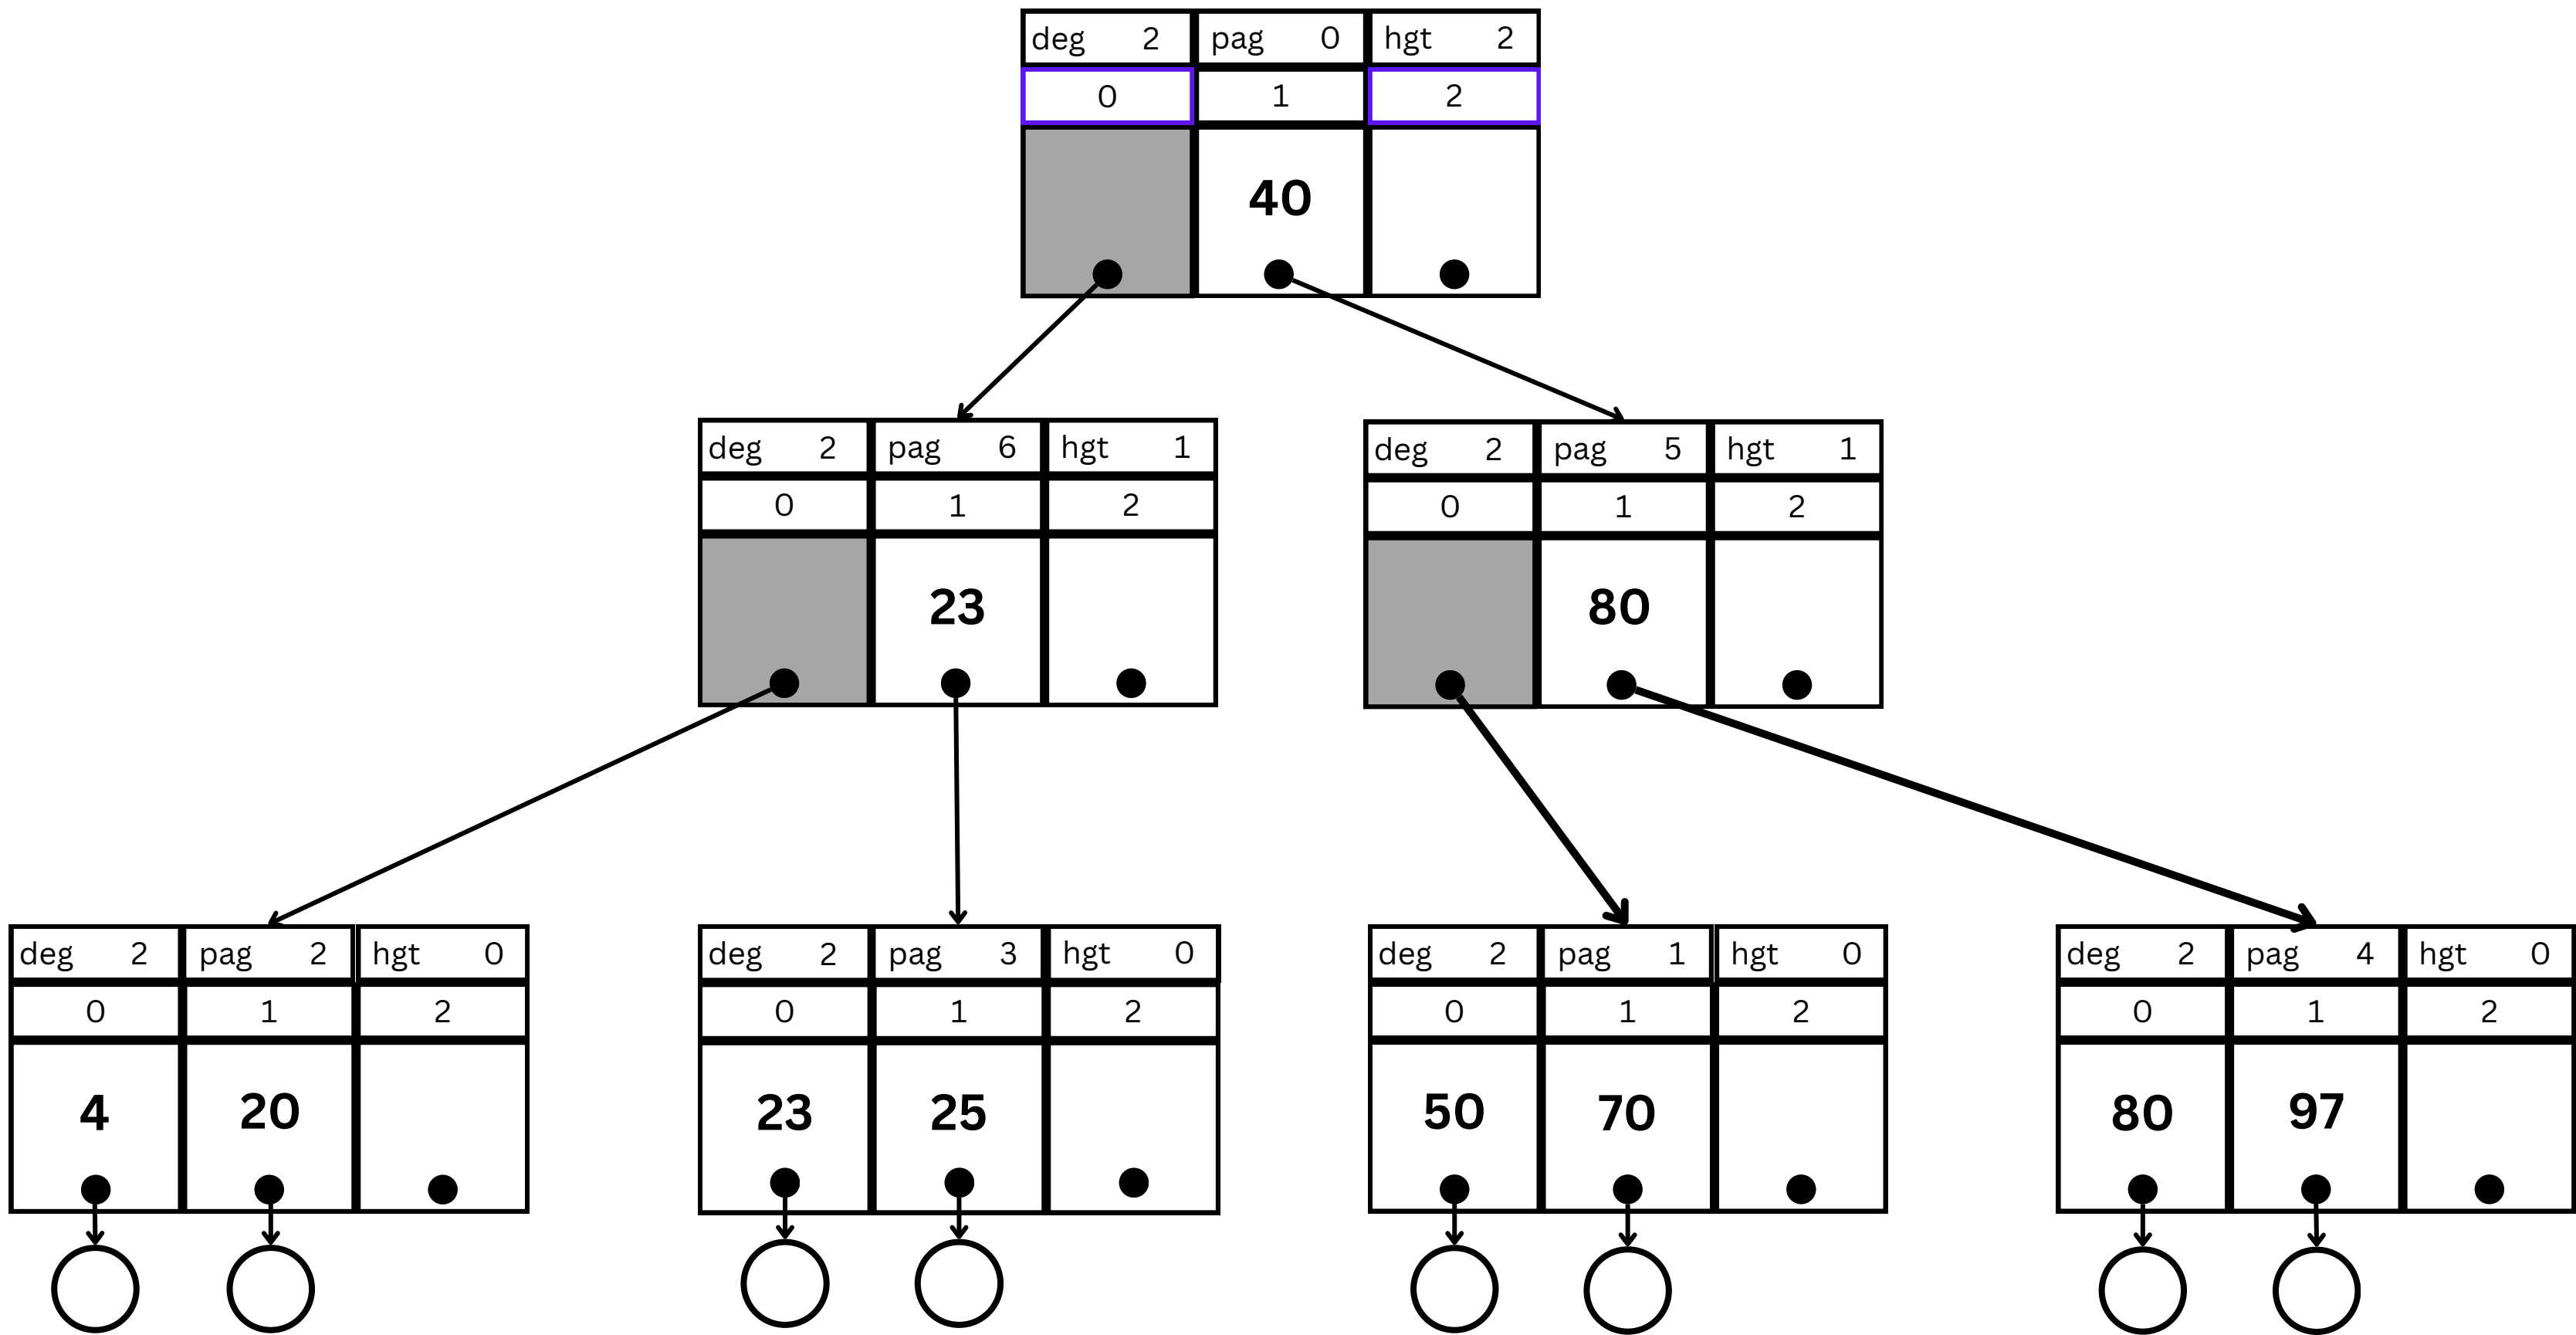 deg 2 pag 0 hgt 2
0 1 2
40
deg 2 pag 6 hgt 1
0 1 2
23
deg 2 pag 5 hgt 1
0 1 2
80
deg 2 pag 2 hgt 0
0 1 2
4 20
deg 2 pag 3 hgt 0
0 1 2
23 25
deg 2 pag 1 hgt 0
0 1 2
50 70
deg 2 pag 4 hgt 0
0 1 2
80 97